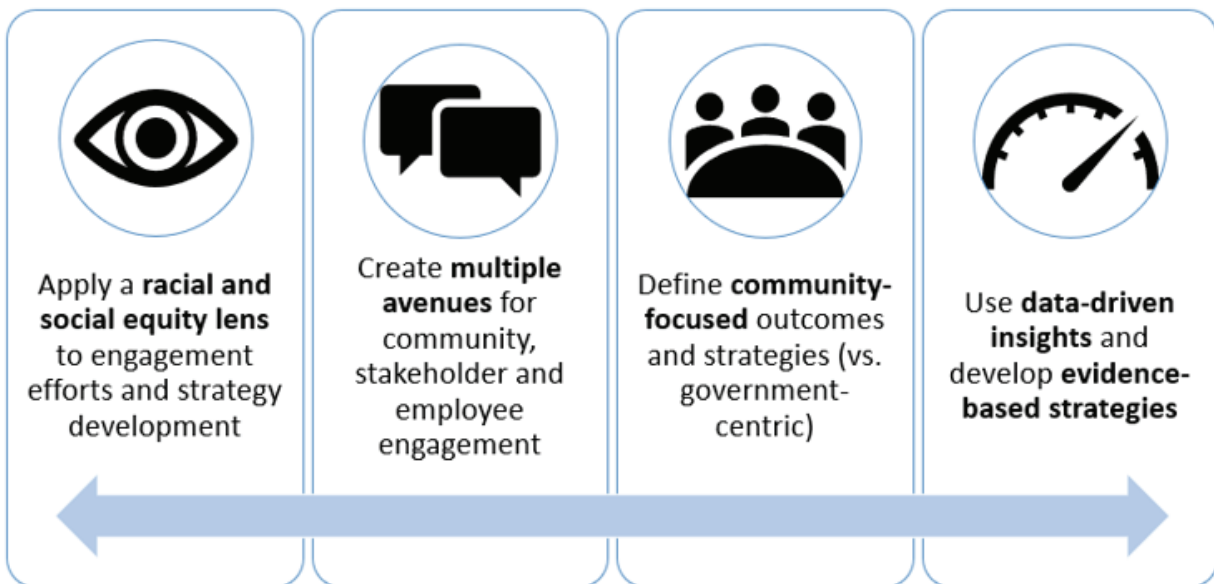 Apply a racial and
social equity lens
to engagement
efforts and strategy
development
Create multiple
avenues for
community,
stakeholder and
employee
engagement
Define community-
focused outcomes
and strategies (vs.
government-
centric)
Use data-driven
insights and
develop evidence-
based strategies